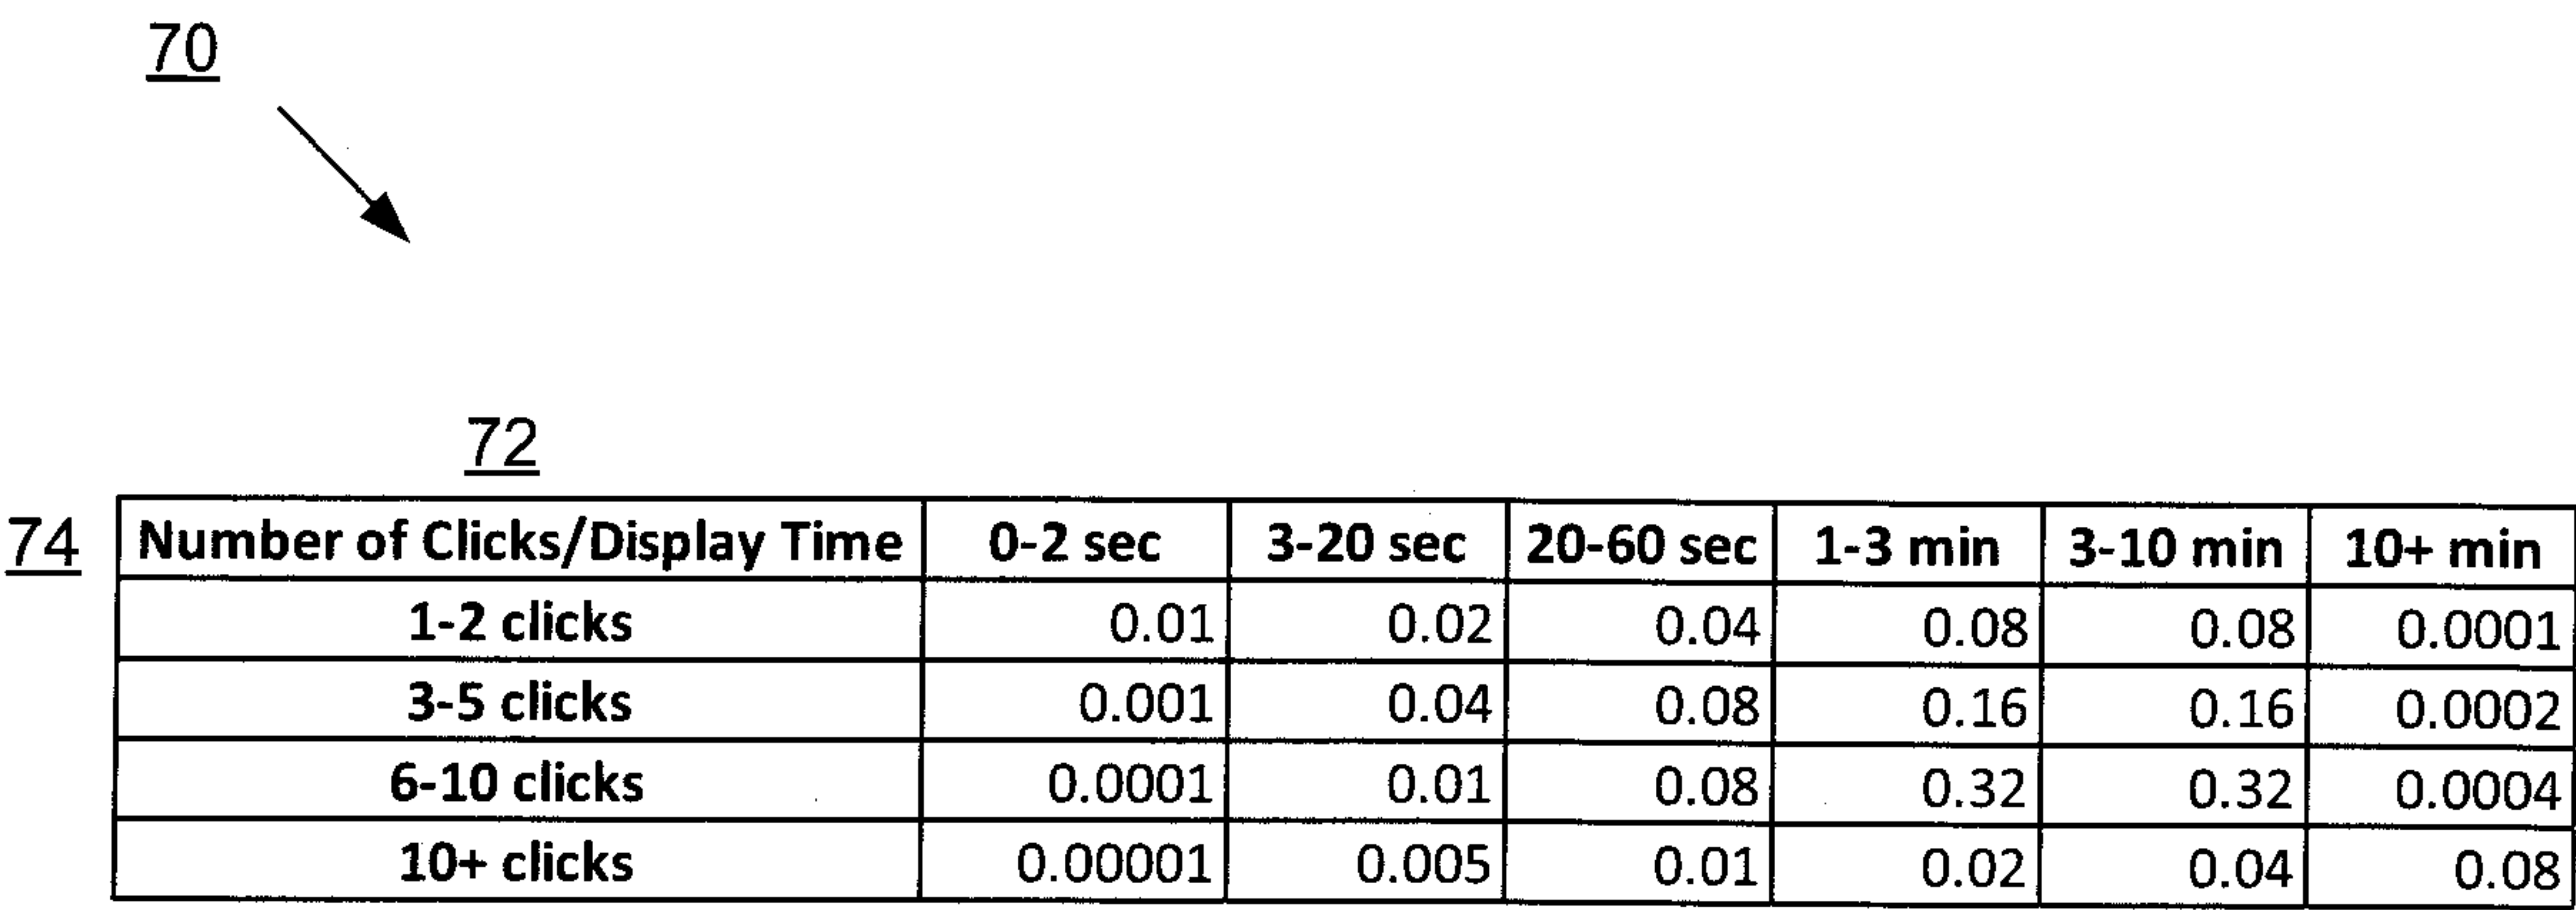 70
72
74
Number of Clicks/Display Time 0-2 sec 3-20 sec 20-60 sec 1-3 min 3-10 min 10+ min
1-2 clicks 0.01 0.02 0.04 0.08 0.08 0.0001
3-5 clicks 0.001 0.04 0.08 0.16 0.16 0.0002
6-10 clicks 0.0001 0.01 0.08 0.32 0.32 0.0004
10+ clicks 0.00001 0.005 0.01 0.02 0.04 0.08